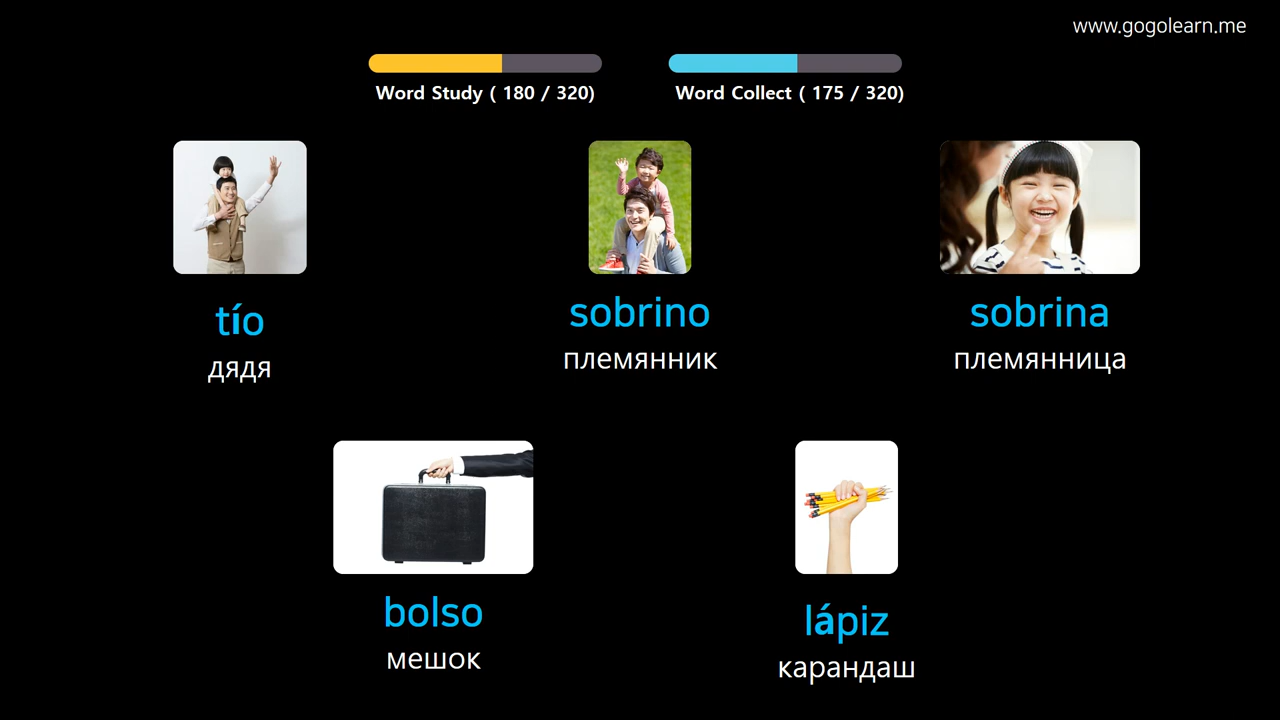 www.gogolearn.me
Word Study ( 180 / 320)
Word Collect ( 175 / 320)
tío
дядя
sobrino
племянник
sobrina
племянница
bolso
мешок
lápiz
карандаш